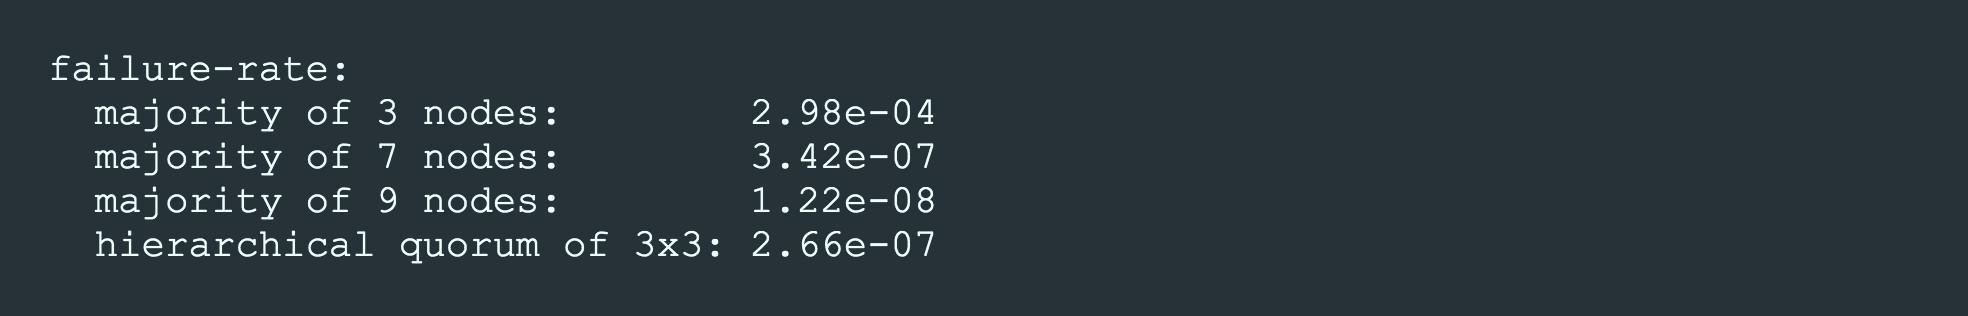 failure-rate:
  majority of 3 nodes:        2.98e-04
  majority of 7 nodes:        3.42e-07
  majority of 9 nodes:        1.22e-08
  hierarchical quorum of 3x3: 2.66e-07